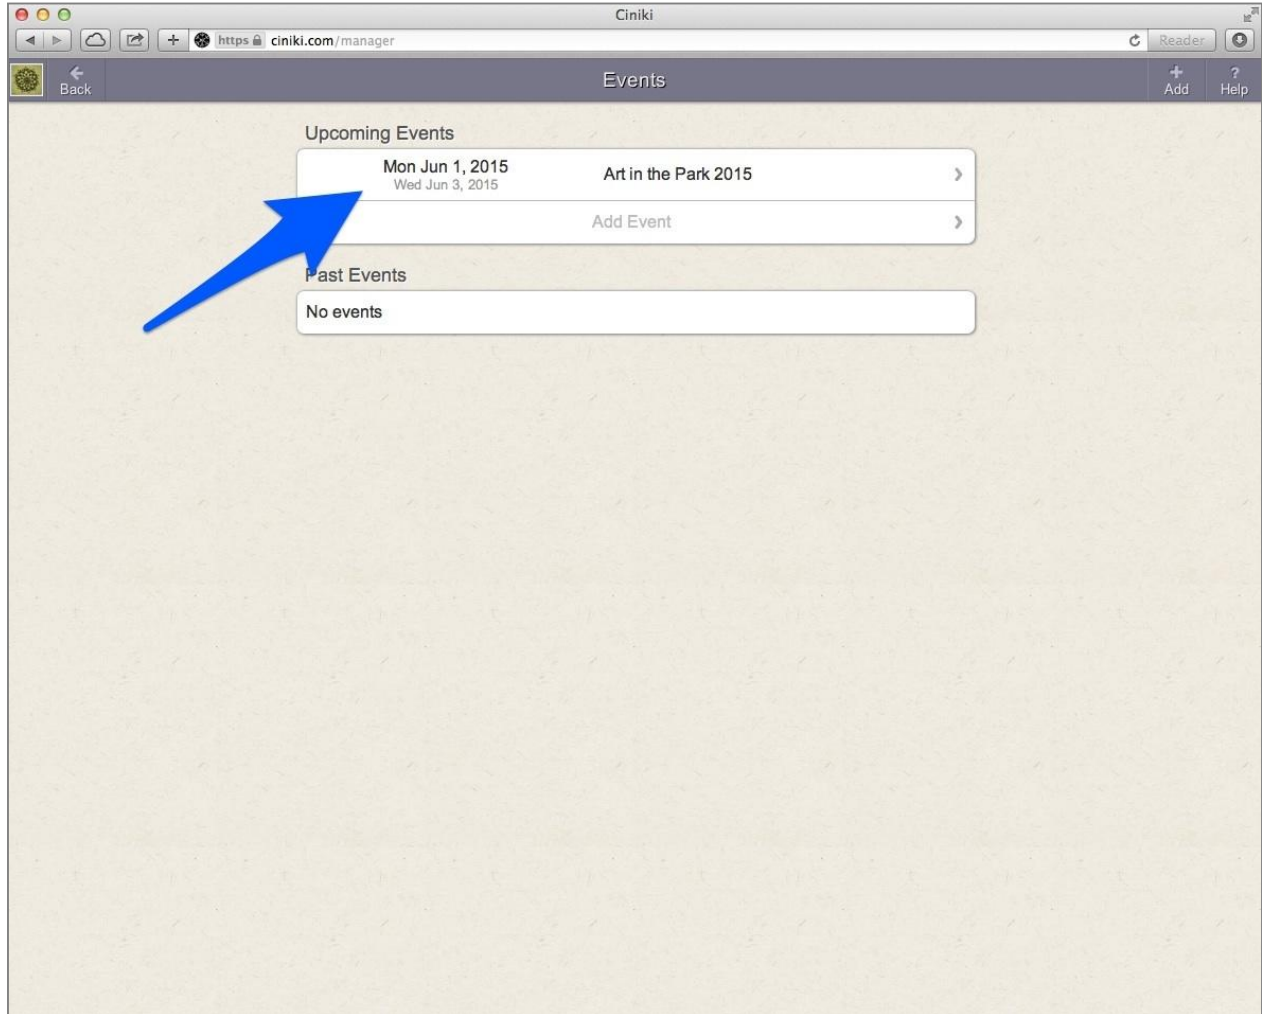 Ciniki
https ciniki.com/manager
Reader
Back
Events
+ Add
? Help
Upcoming Events
Mon Jun 1, 2015
Wed Jun 3, 2015
Art in the Park 2015
Add Event
Past Events
No events